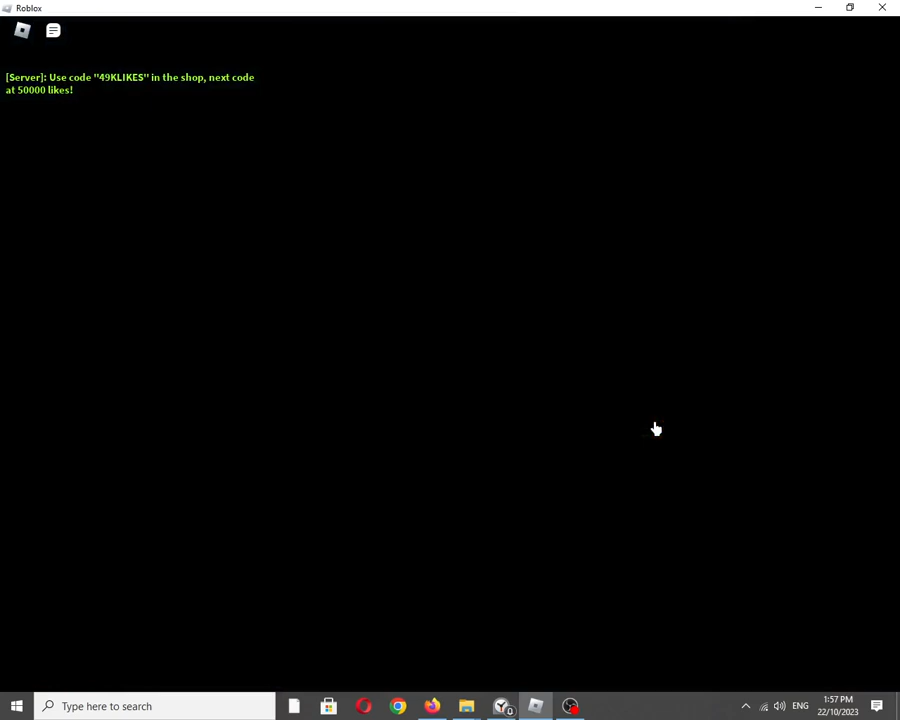 Roblox
[Server]: Use code "49KLIKES" in the shop, next code
at 50000 likes!
Type here to search
0
ENG
1:57 PM
22/10/2023